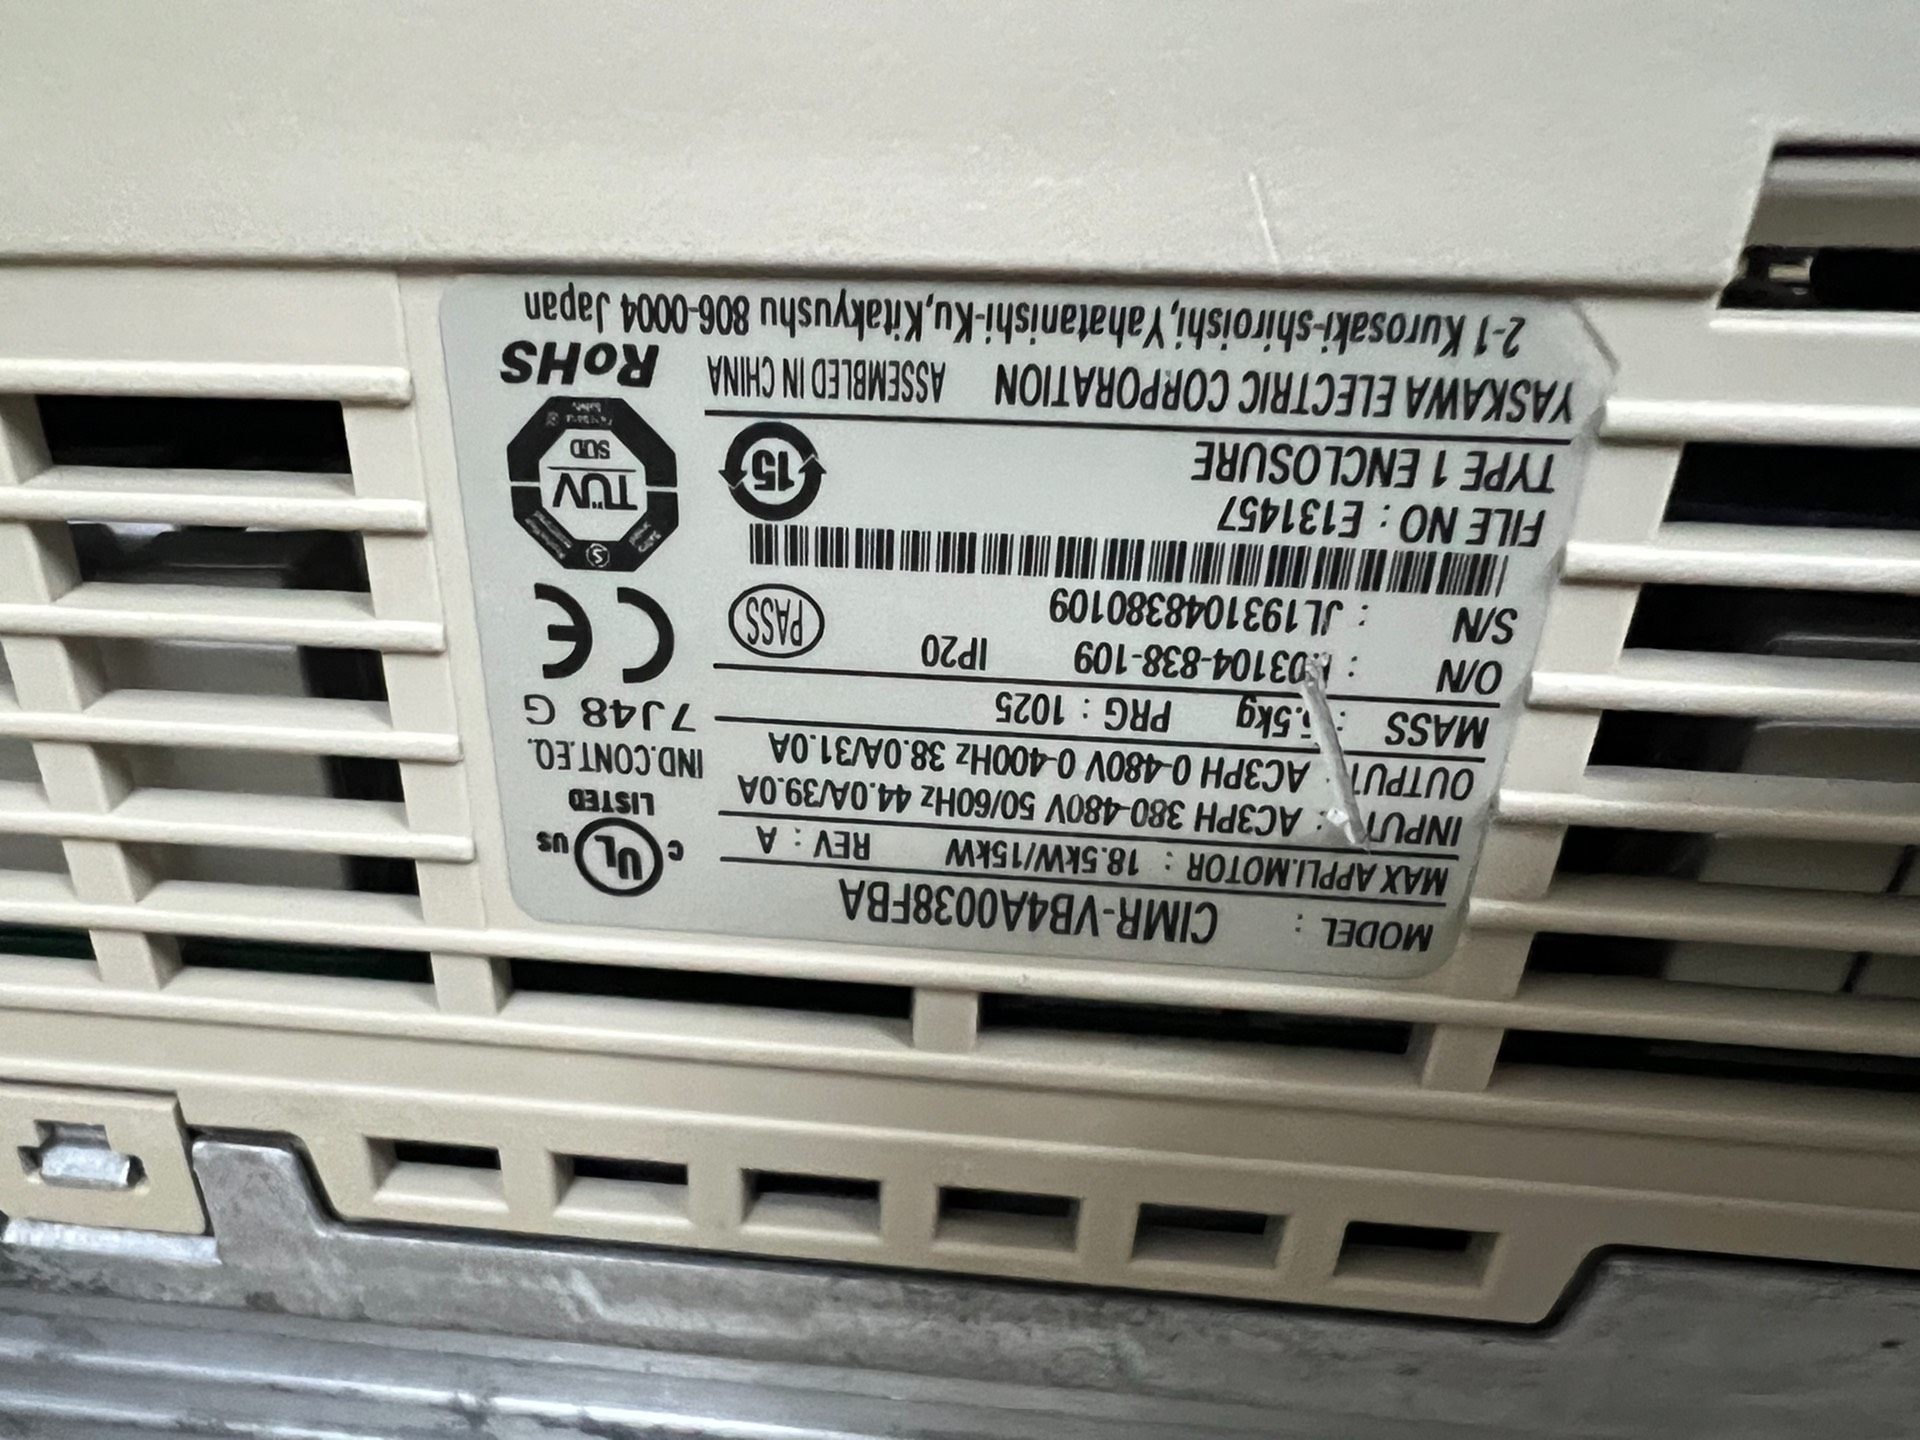 MODEL : CIMR-VB4A0038FBA
MAX APPLI.MOTOR : 18.5kW/15kW REV : A
INPUT : AC3PH 380-480V 50/60Hz 44.0A/39.0A
OUTPUT : AC3PH 0-480V 0-400Hz 38.0A/31.0A
MASS : PRG : 1025
O/N : IP20
S/N : JL1931048380109
PASS
FILE NO : E131457
TYPE 1 ENCLOSURE
15
YASKAWA ELECTRIC CORPORATION ASSEMBLED IN CHINA
2-1 Kurosaki-shiroishi,Yahatanishi-Ku,Kitakyushu 806-0004 Japan
C UL US
LISTED
IND.CONT.EQ.
7J48 G
CE
TÜV
SÜD
RoHS